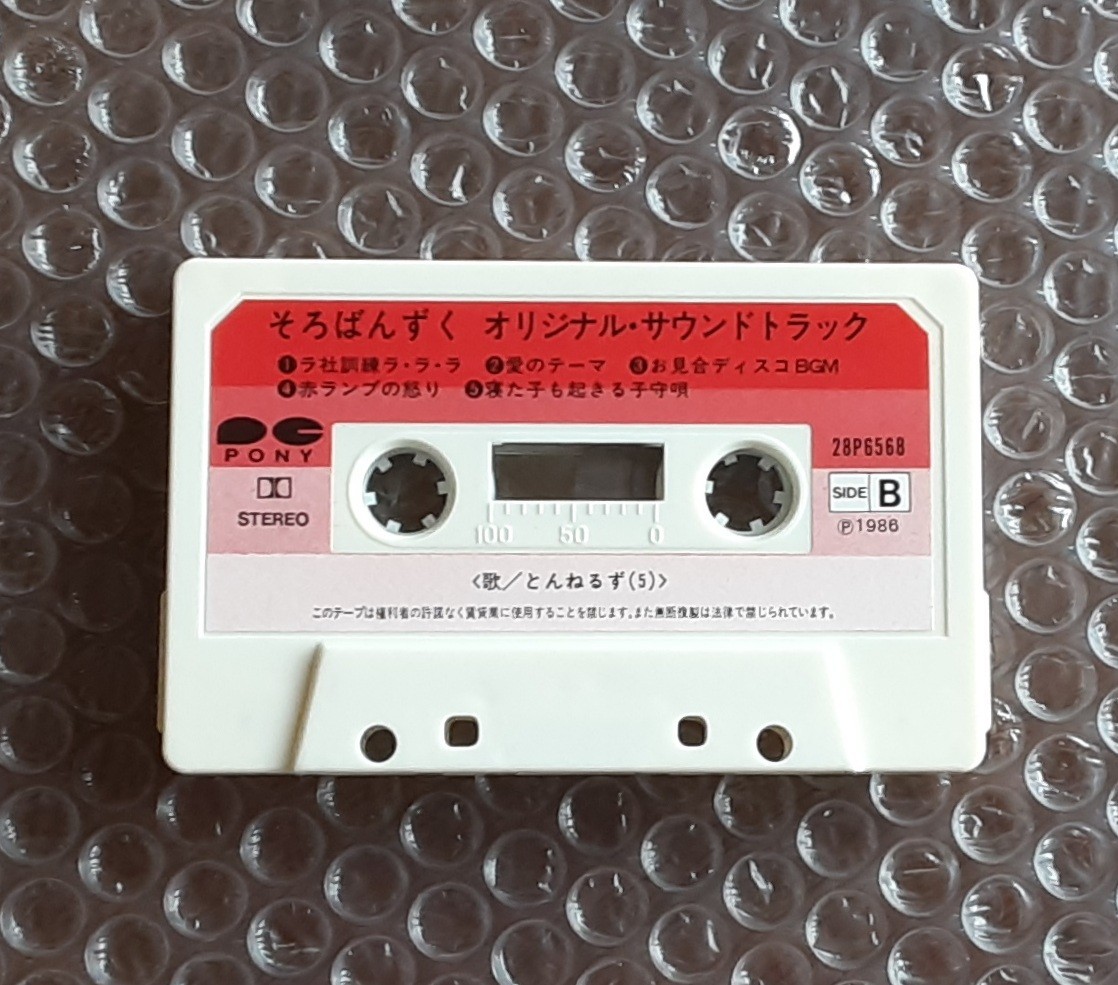 そろばんずく オリジナル・サウンドトラック
❶ラ社訓練ラ・ラ・ラ ❷愛のテーマ ❸お見合ディスコBGM
❹赤ランプの怒り ❺寝た子も起きる子守唄
PONY
STEREO
28P6568
SIDE B
Ⓟ1986
100 50 0
〈歌／とんねるず(5)〉
このテープは権利者の許諾なく賃貸業に使用することを禁じます。また無断複製は法律で禁じられています。